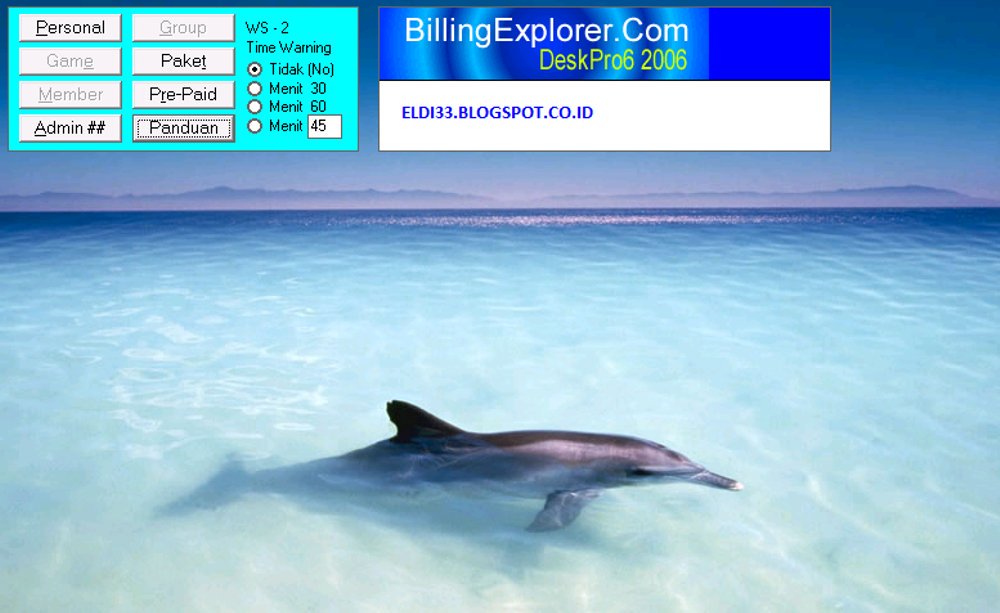 Personal
Group
WS - 2
Time Warning
Game
Paket
Tidak (No)
Menit 30
Member
Pre-Paid
Menit 60
Admin ##
Panduan
Menit 45
BillingExplorer.Com
DeskPro6 2006
ELDI33.BLOGSPOT.CO.ID